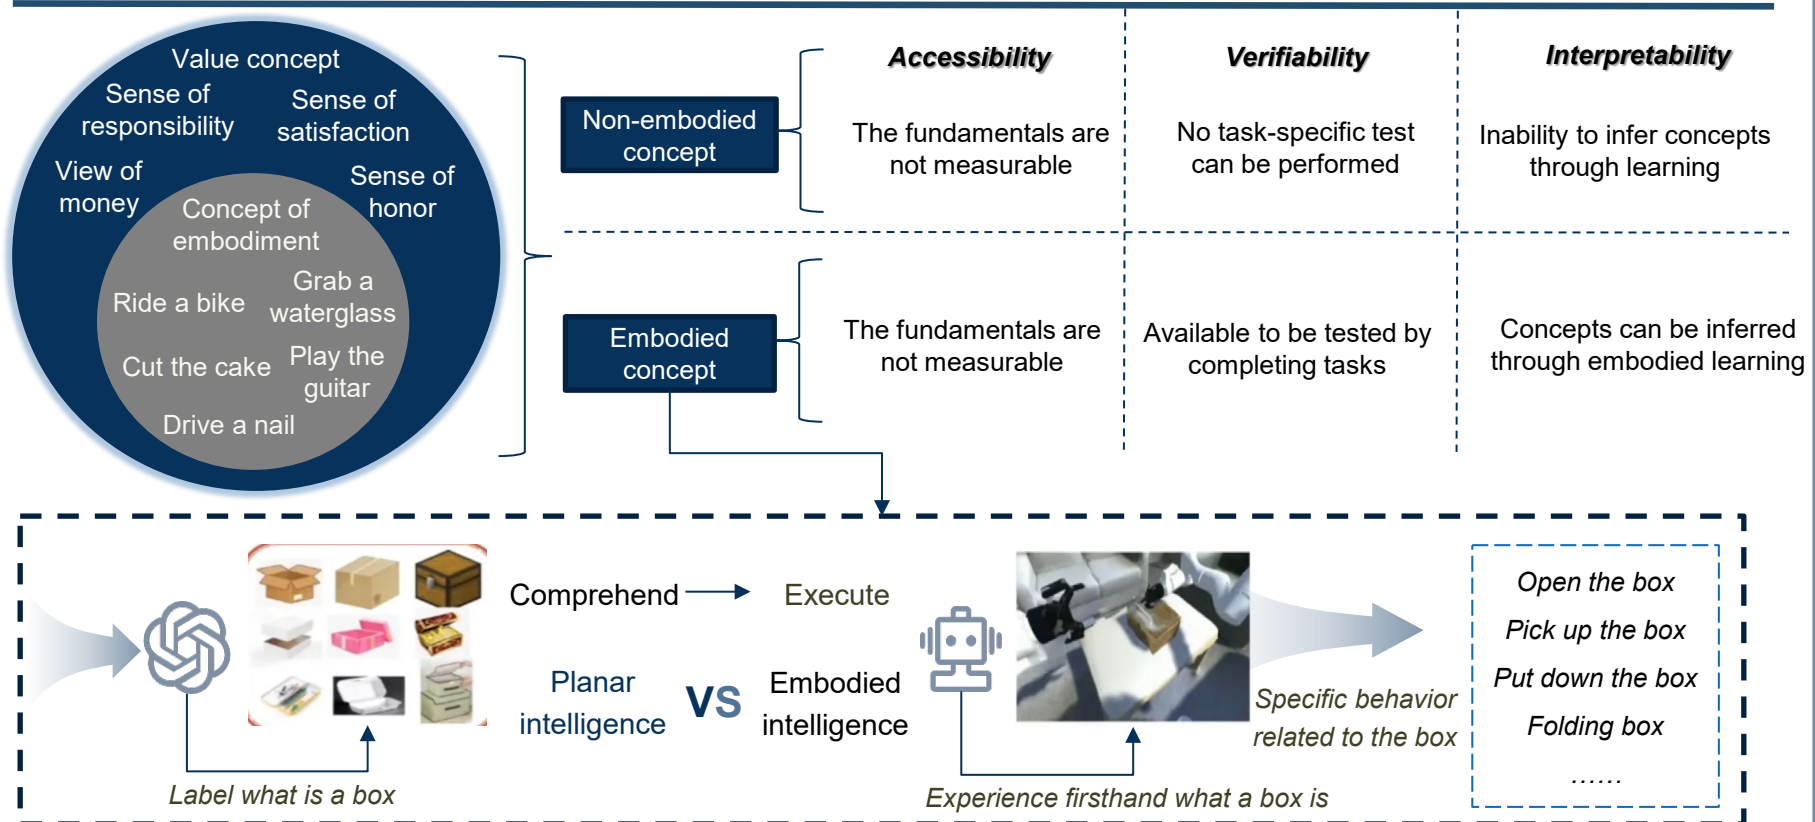 Value concept
Sense of
responsibility
Sense of
satisfaction
View of
money
Sense of
honor
Concept of
embodiment
Ride a bike
Grab a
waterglass
Cut the cake
Play the
guitar
Drive a nail
Accessibility
Verifiability
Interpretability
Non-embodied
concept
The fundamentals are
not measurable
No task-specific test
can be performed
Inability to infer concepts
through learning
Embodied
concept
The fundamentals are
not measurable
Available to be tested by
completing tasks
Concepts can be inferred
through embodied learning
Comprehend
Execute
Planar
intelligence
VS
Embodied
intelligence
Label what is a box
Experience firsthand what a box is
Specific behavior
related to the box
Open the box
Pick up the box
Put down the box
Folding box
......